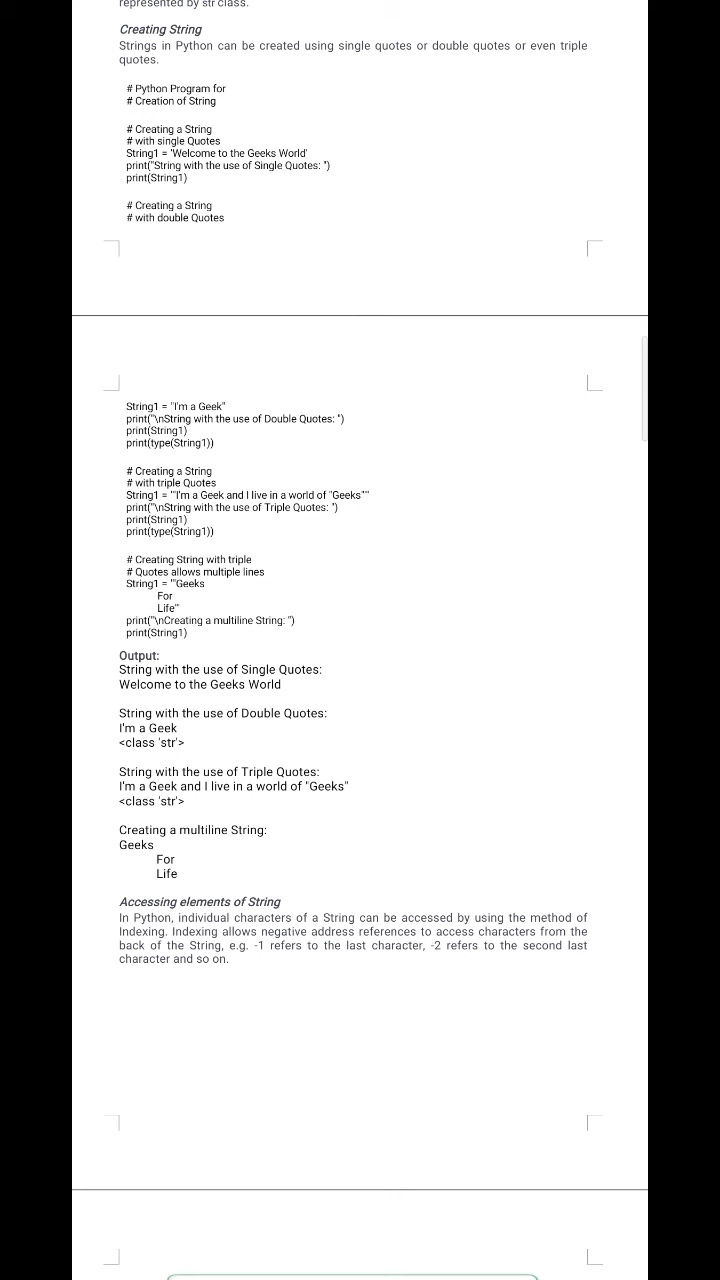 represented by str class.
Creating String
Strings in Python can be created using single quotes or double quotes or even triple
quotes.
# Python Program for
# Creation of String
# Creating a String
# with single Quotes
String1 = 'Welcome to the Geeks World'
print("String with the use of Single Quotes: ")
print(String1)
# Creating a String
# with double Quotes
String1 = "I'm a Geek"
print("\nString with the use of Double Quotes: ")
print(String1)
print(type(String1))
# Creating a String
# with triple Quotes
String1 = '''I'm a Geek and I live in a world of "Geeks"'''
print("\nString with the use of Triple Quotes: ")
print(String1)
print(type(String1))
# Creating String with triple
# Quotes allows multiple lines
String1 = '''Geeks
For
Life'''
print("\nCreating a multiline String: ")
print(String1)
Output:
String with the use of Single Quotes:
Welcome to the Geeks World
String with the use of Double Quotes:
I'm a Geek
<class 'str'>
String with the use of Triple Quotes:
I'm a Geek and I live in a world of "Geeks"
<class 'str'>
Creating a multiline String:
Geeks
For
Life
Accessing elements of String
In Python, individual characters of a String can be accessed by using the method of
Indexing. Indexing allows negative address references to access characters from the
back of the String, e.g. -1 refers to the last character, -2 refers to the second last
character and so on.